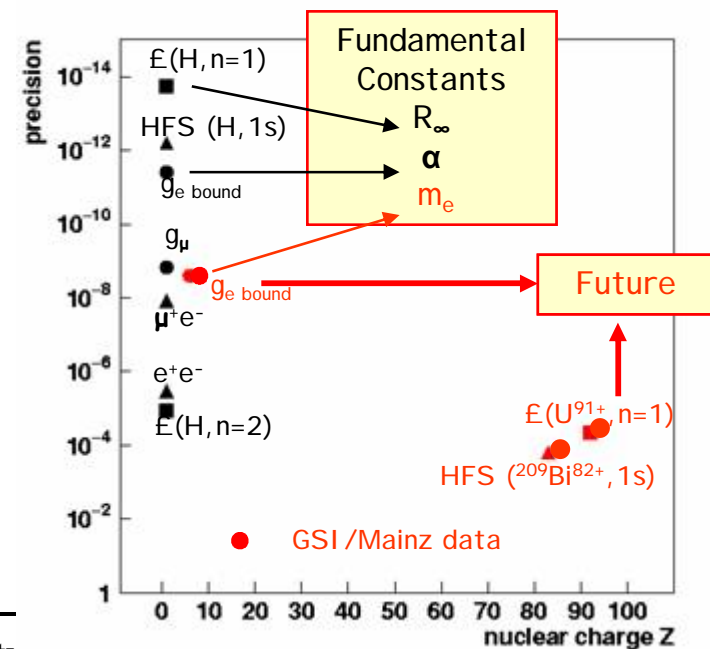 Fundamental
Constants
R∞
α
me
£(H,n=1)
HFS (H,1s)
ge bound
gμ
ge bound
μ+e-
e+e-
£(H,n=2)
Future
£(U91+,n=1)
HFS (209Bi82+,1s)
GSI/Mainz data
precision
10-14
10-12
10-10
10-8
10-6
10-4
10-2
1
0 10 20 30 40 50 60 70 80 90 100
nuclear charge Z